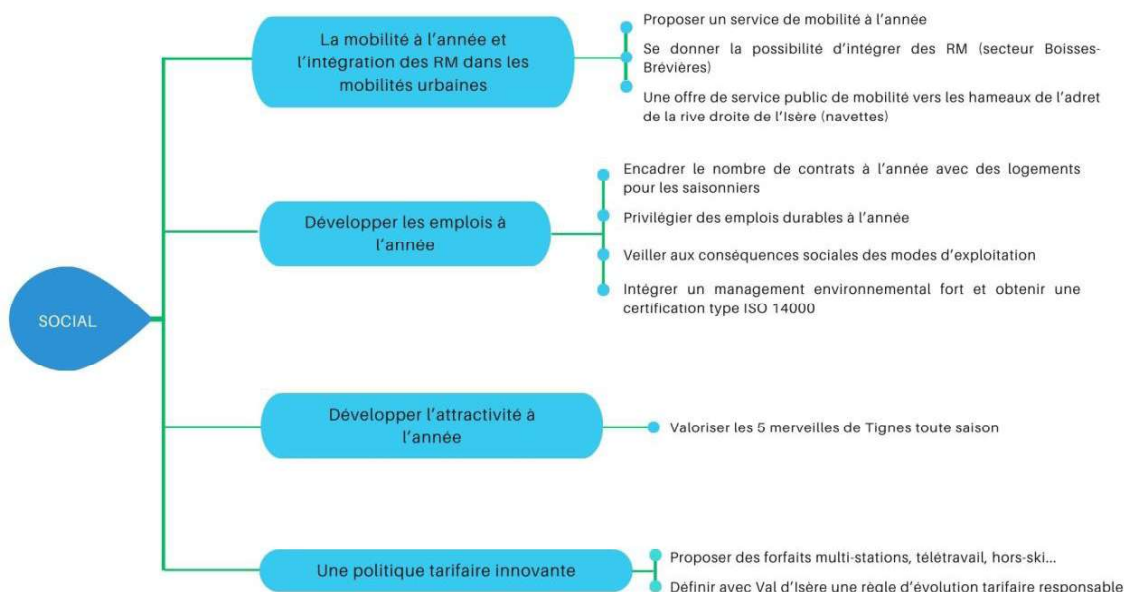 SOCIAL
La mobilité à l'année et
l'intégration des RM dans les
mobilités urbaines
Proposer un service de mobilité à l'année
Se donner la possibilité d'intégrer des RM (secteur Boisses-
Brévières)
Une offre de service public de mobilité vers les hameaux de l'adret
de la rive droite de l'Isère (navettes)
Développer les emplois à
l'année
Encadrer le nombre de contrats à l'année avec des logements
pour les saisonniers
Privilégier des emplois durables à l'année
Veiller aux conséquences sociales des modes d'exploitation
Intégrer un management environnemental fort et obtenir une
certification type ISO 14000
Développer l'attractivité à
l'année
Valoriser les 5 merveilles de Tignes toute saison
Une politique tarifaire innovante
Proposer des forfaits multi-stations, télétravail, hors-ski...
Définir avec Val d'Isère une règle d'évolution tarifaire responsable